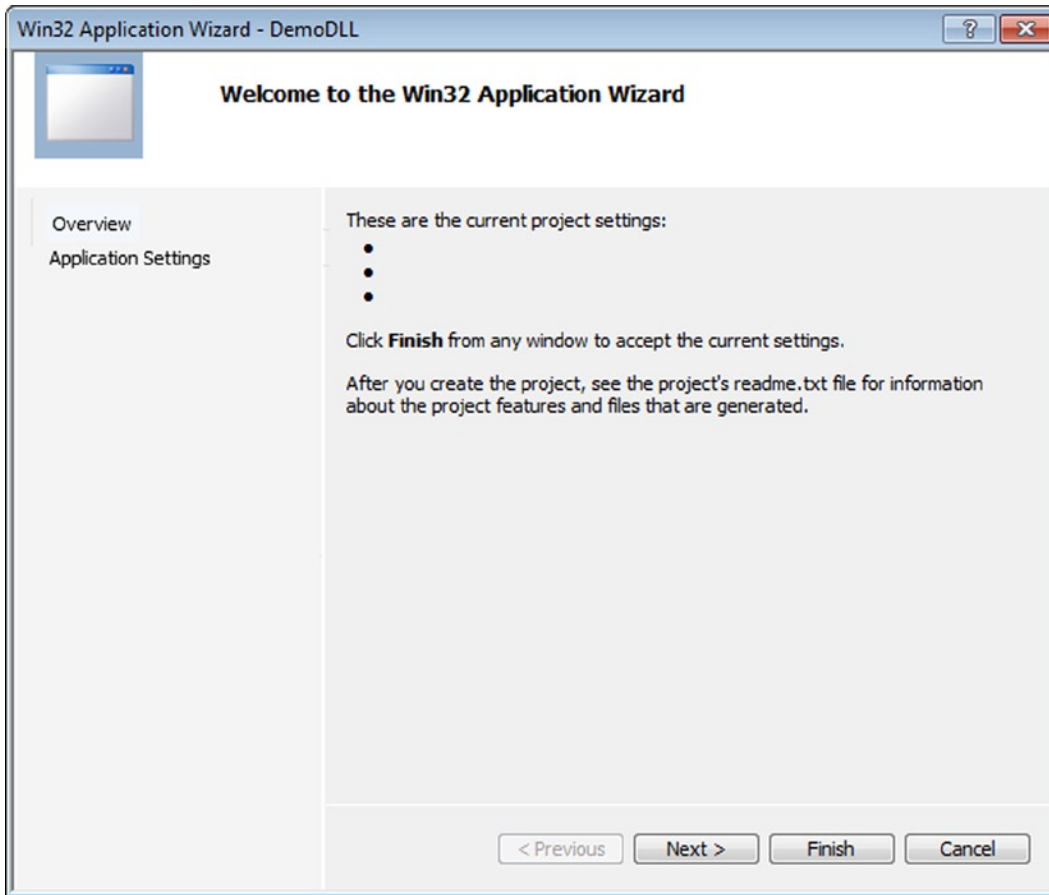 Win32 Application Wizard - DemoDLL
Welcome to the Win32 Application Wizard
Overview
Application Settings
These are the current project settings:
Click Finish from any window to accept the current settings.
After you create the project, see the project's readme.txt file for information
about the project features and files that are generated.
< Previous
Next >
Finish
Cancel